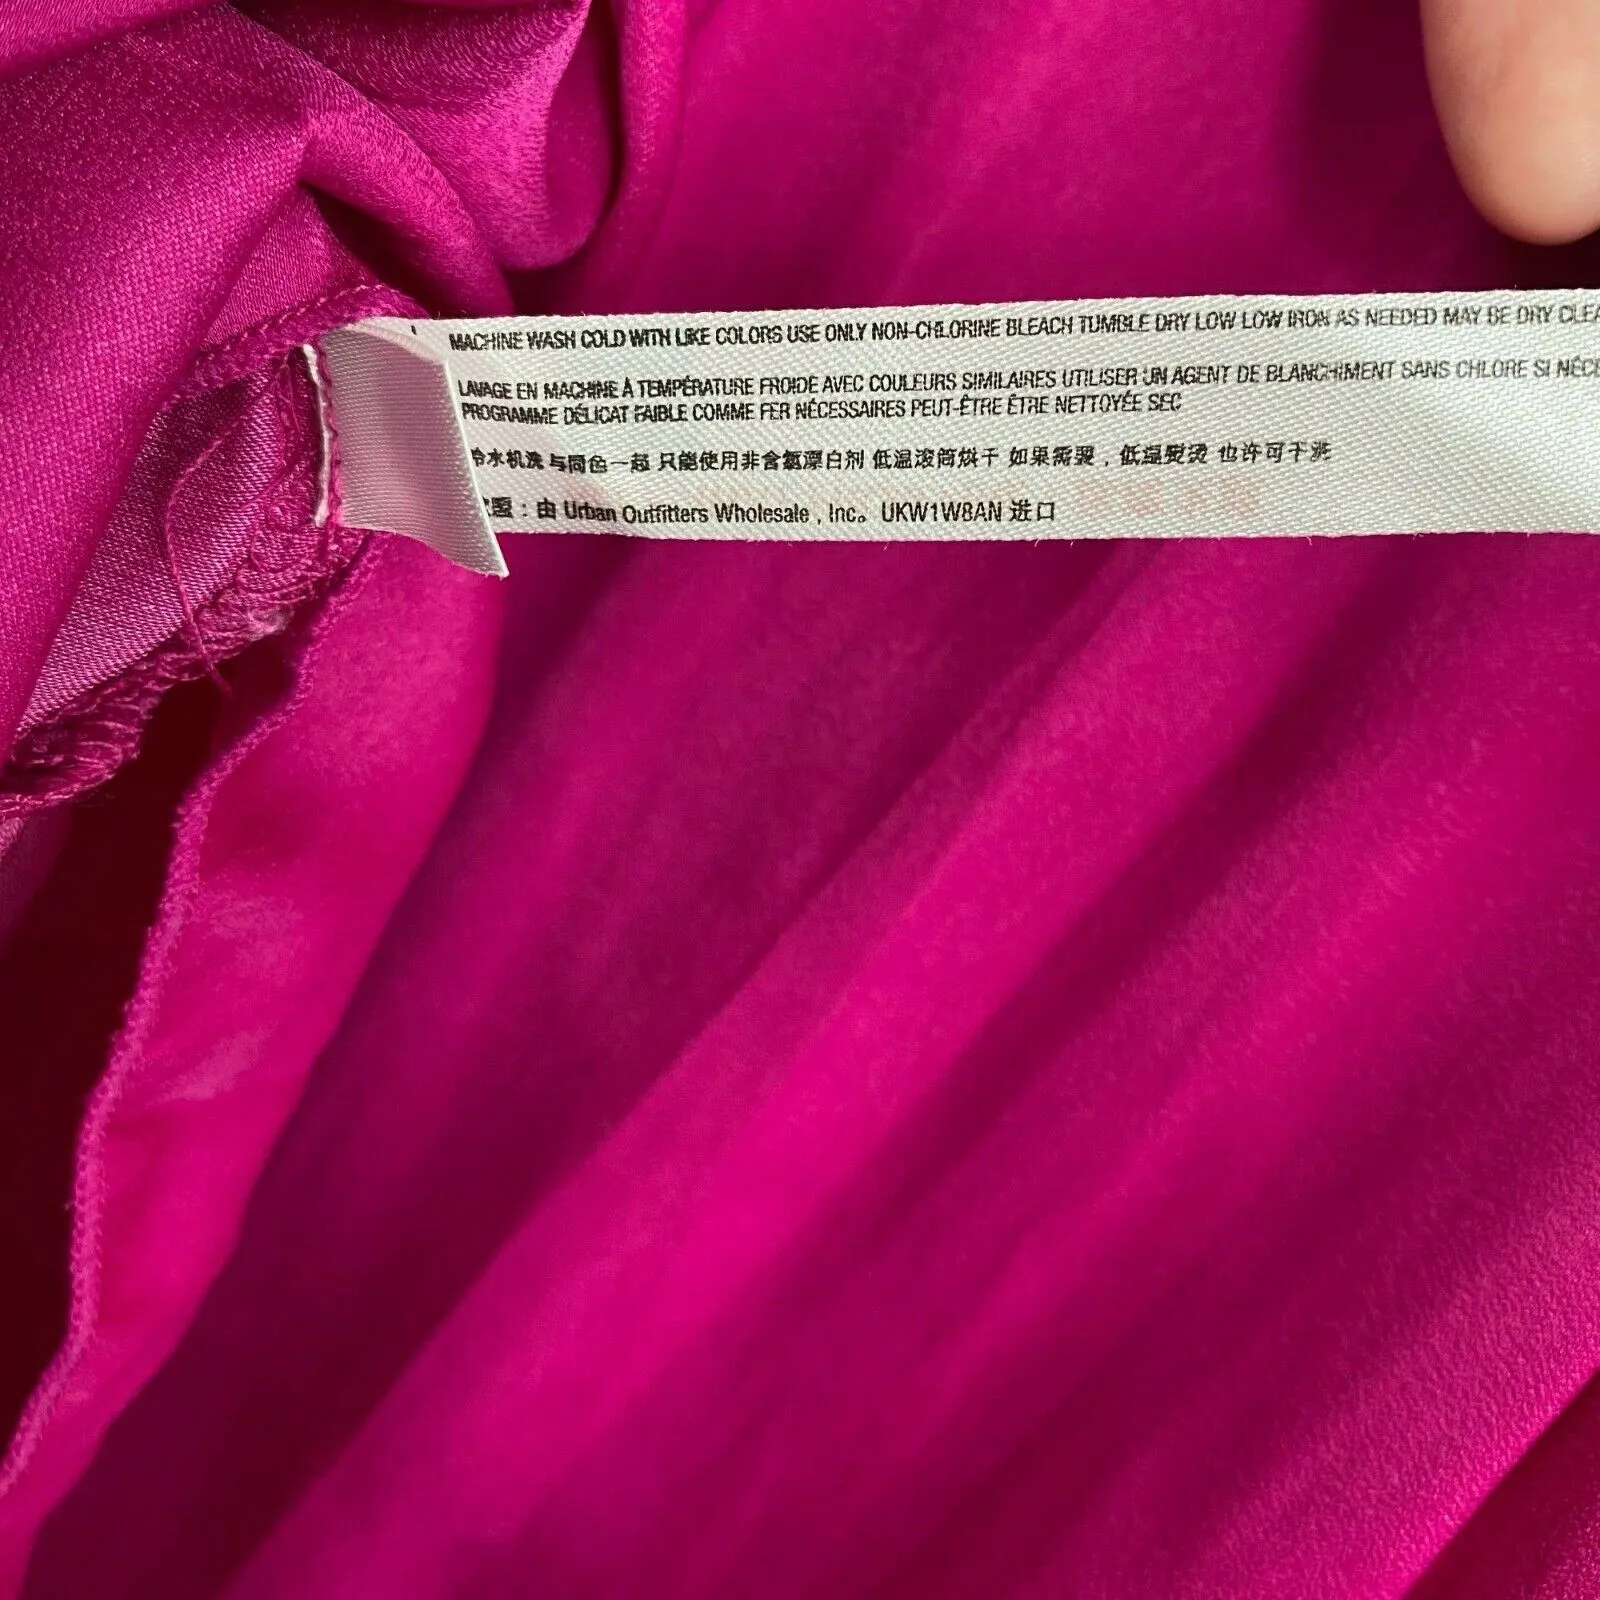 MACHINE WASH COLD WITH LIKE COLORS USE ONLY NON-CHLORINE BLEACH TUMBLE DRY LOW LOW IRON AS NEEDED MAY BE DRY CLEA
LAVAGE EN MACHINE À TEMPÉRATURE FROIDE AVEC COULEURS SIMILAIRES UTILISER UN AGENT DE BLANCHIMENT SANS CHLORE SI NÉCE
PROGRAMME DÉLICAT FAIBLE COMME FER NÉCESSAIRES PEUT-ÊTRE ÊTRE NETTOYÉE SEC
冷水机洗 与同色一起 只能使用非含氯漂白剂 低温滚筒烘干 如果需要，低温熨烫 也许可干洗
盟：由 Urban Outfitters Wholesale , Inc。 UKW1W8AN 进口